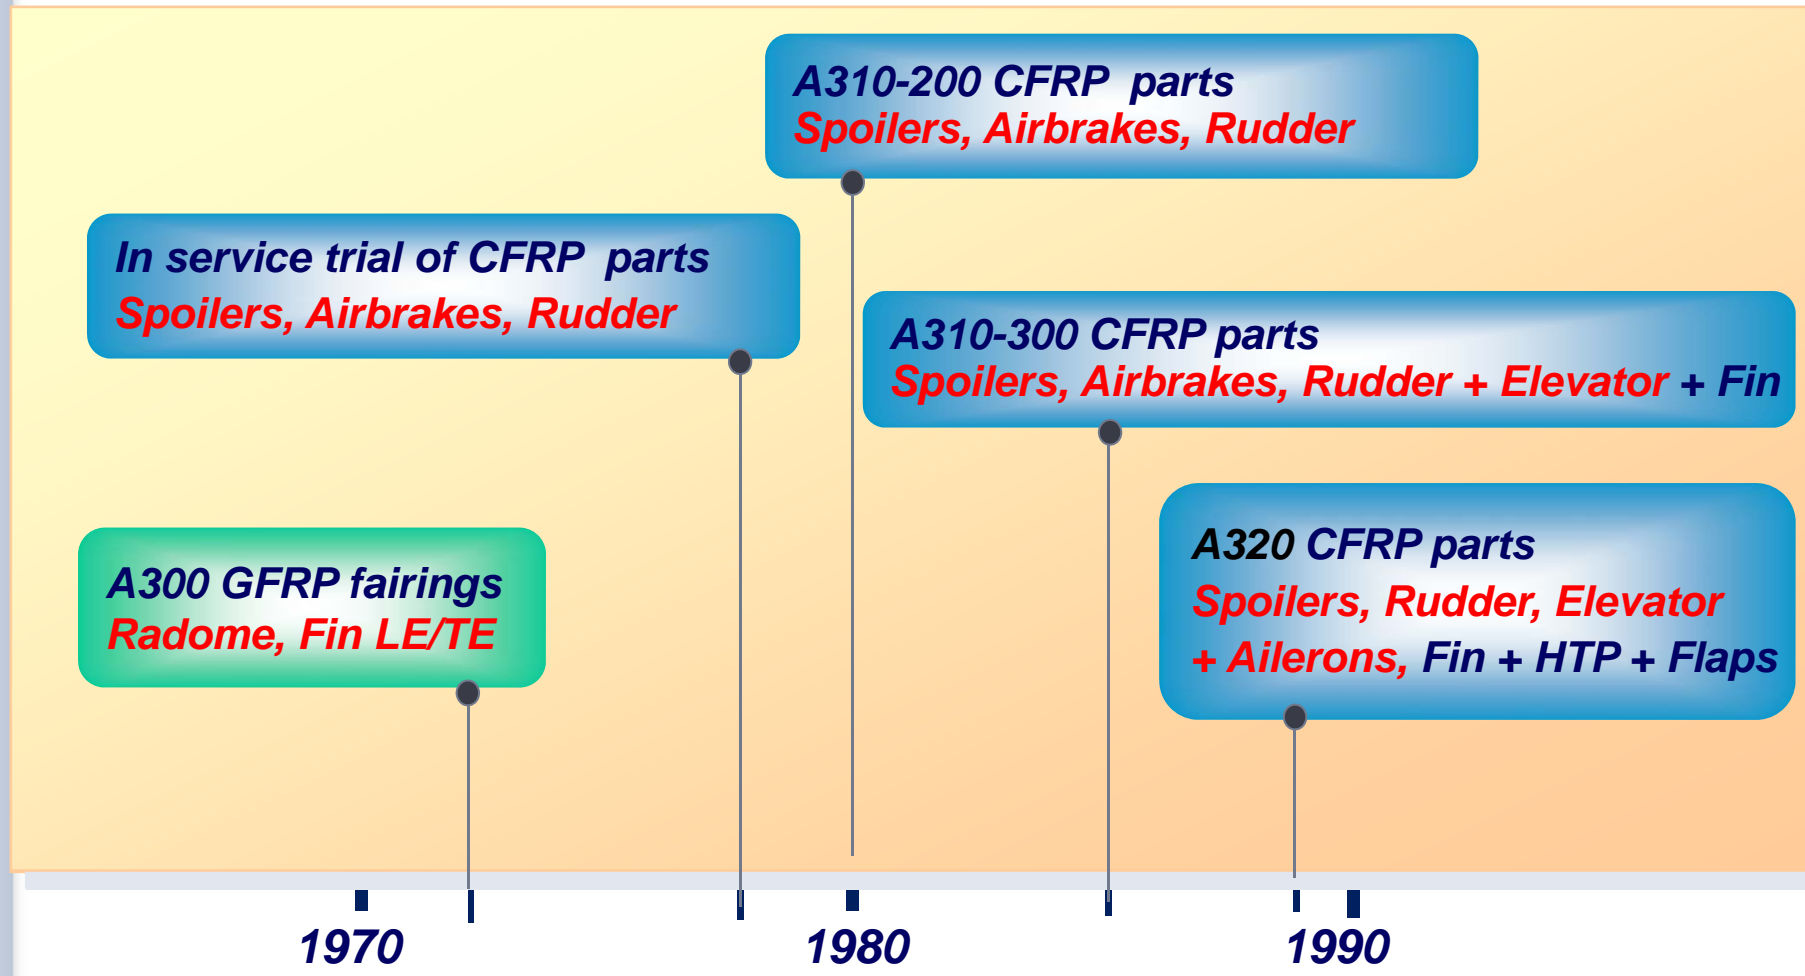 A310-200 CFRP parts
Spoilers, Airbrakes, Rudder
In service trial of CFRP parts
Spoilers, Airbrakes, Rudder
A310-300 CFRP parts
Spoilers, Airbrakes, Rudder + Elevator + Fin
A300 GFRP fairings
Radome, Fin LE/TE
A320 CFRP parts
Spoilers, Rudder, Elevator
+ Ailerons, Fin + HTP + Flaps
1970
1980
1990